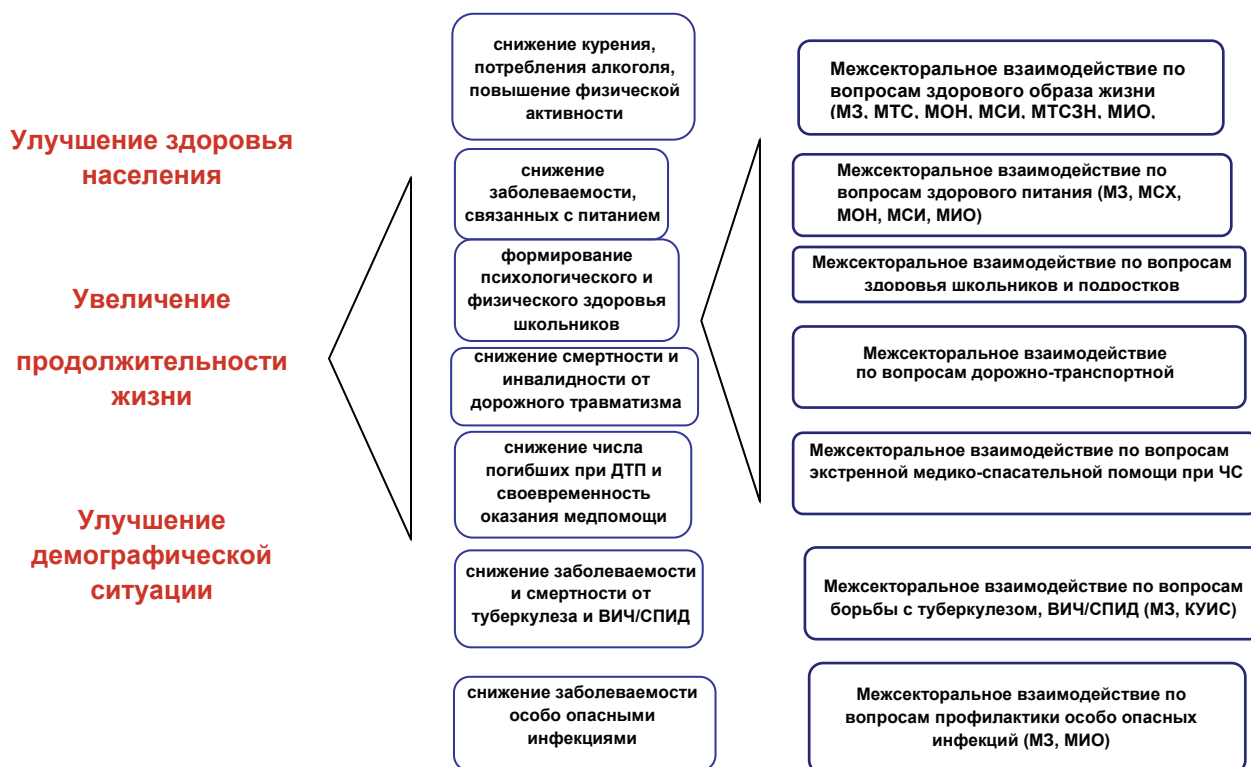 Улучшение здоровья
населения
Увеличение
продолжительности
жизни
Улучшение
демографической
ситуации
снижение курения,
потребления алкоголя,
повышение физической
активности
снижение
заболеваемости,
связанных с питанием
формирование
психологического и
физического здоровья
школьников
снижение смертности и
инвалидности от
дорожного травматизма
снижение числа
погибших при ДТП и
своевременность
оказания медпомощи
снижение заболеваемости
и смертности от
туберкулеза и ВИЧ/СПИД
снижение заболеваемости
особо опасными
инфекциями
Межсекторальное взаимодействие по
вопросам здорового образа жизни
(МЗ, МТС, МОН, МСИ, МТСЗН, МИО,
Межсекторальное взаимодействие по
вопросам здорового питания (МЗ, МСХ,
МОН, МСИ, МИО)
Межсекторальное взаимодействие по вопросам
здоровья школьников и подростков
Межсекторальное взаимодействие
по вопросам дорожно-транспортной
Межсекторальное взаимодействие по вопросам
экстренной медико-спасательной помощи при ЧС
Межсекторальное взаимодействие по вопросам
борьбы с туберкулезом, ВИЧ/СПИД (МЗ, КУИС)
Межсекторальное взаимодействие по
вопросам профилактики особо опасных
инфекций (МЗ, МИО)